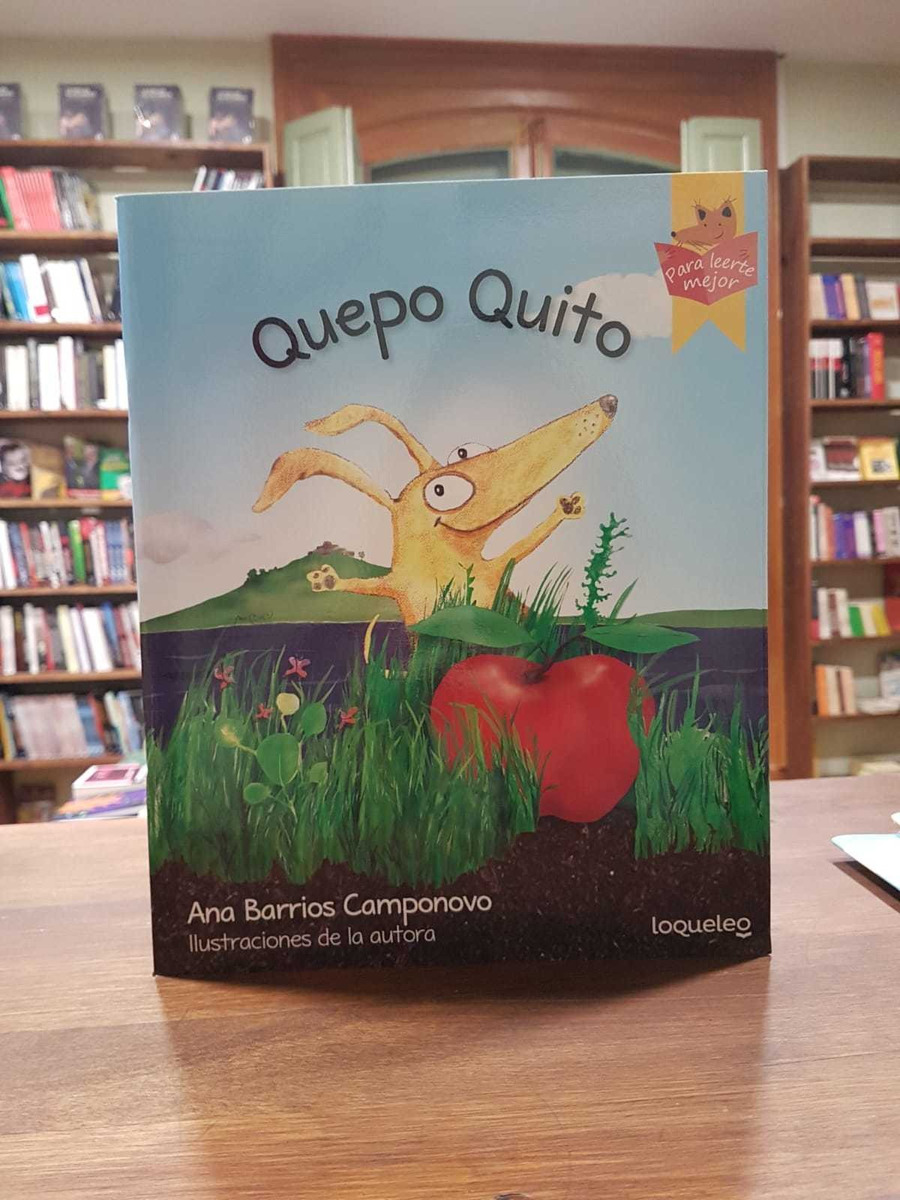 Para leerte
mejor
Quepo Quito
Ana Barrios Camponovo
Ilustraciones de la autora
loqueleo